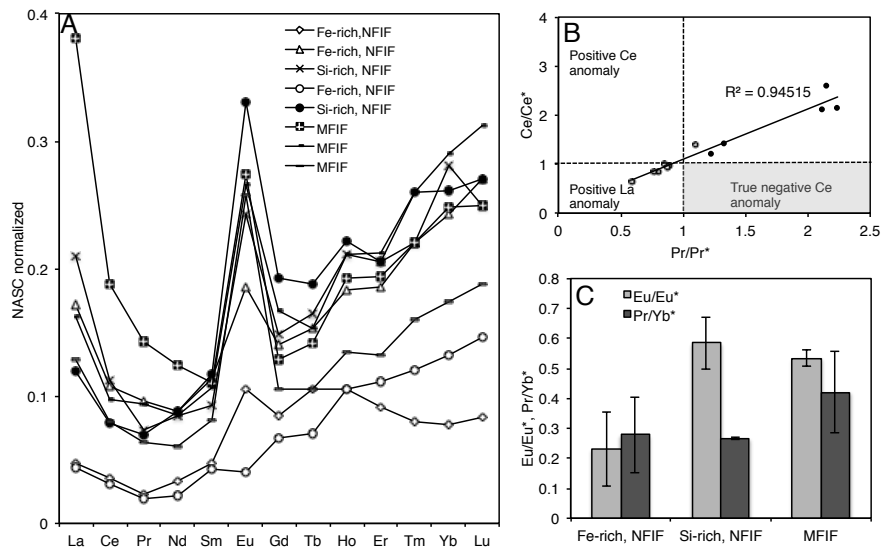 A
NASC normalized
0.4
0.3
0.2
0.1
0
La Ce Pr Nd Sm Eu Gd Tb Ho Er Tm Yb Lu
Fe-rich,NFIF
Fe-rich, NFIF
Si-rich, NFIF
Fe-rich, NFIF
Si-rich, NFIF
MFIF
MFIF
MFIF
B
Ce/Ce*
4
3
2
1
0
Positive Ce
anomaly
R² = 0.94515
Positive La
anomaly
True negative Ce
anomaly
0 0.5 1 1.5 2 2.5
Pr/Pr*
C
Eu/Eu*, Pr/Yb*
0.8
0.7
0.6
0.5
0.4
0.3
0.2
0.1
0
Eu/Eu*
Pr/Yb*
Fe-rich, NFIF Si-rich, NFIF MFIF